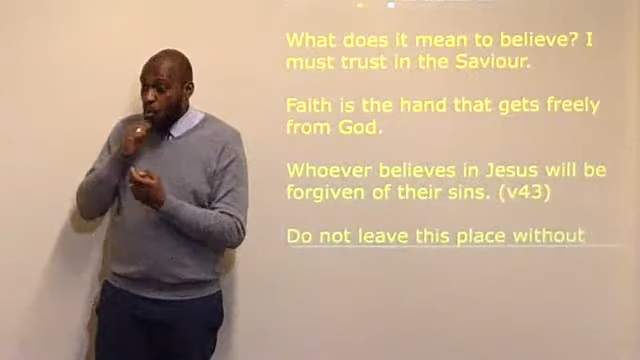 What does it mean to believe? I
must trust in the Saviour.
Faith is the hand that gets freely
from God.
Whoever believes in Jesus will be
forgiven of their sins. (v43)
Do not leave this place without